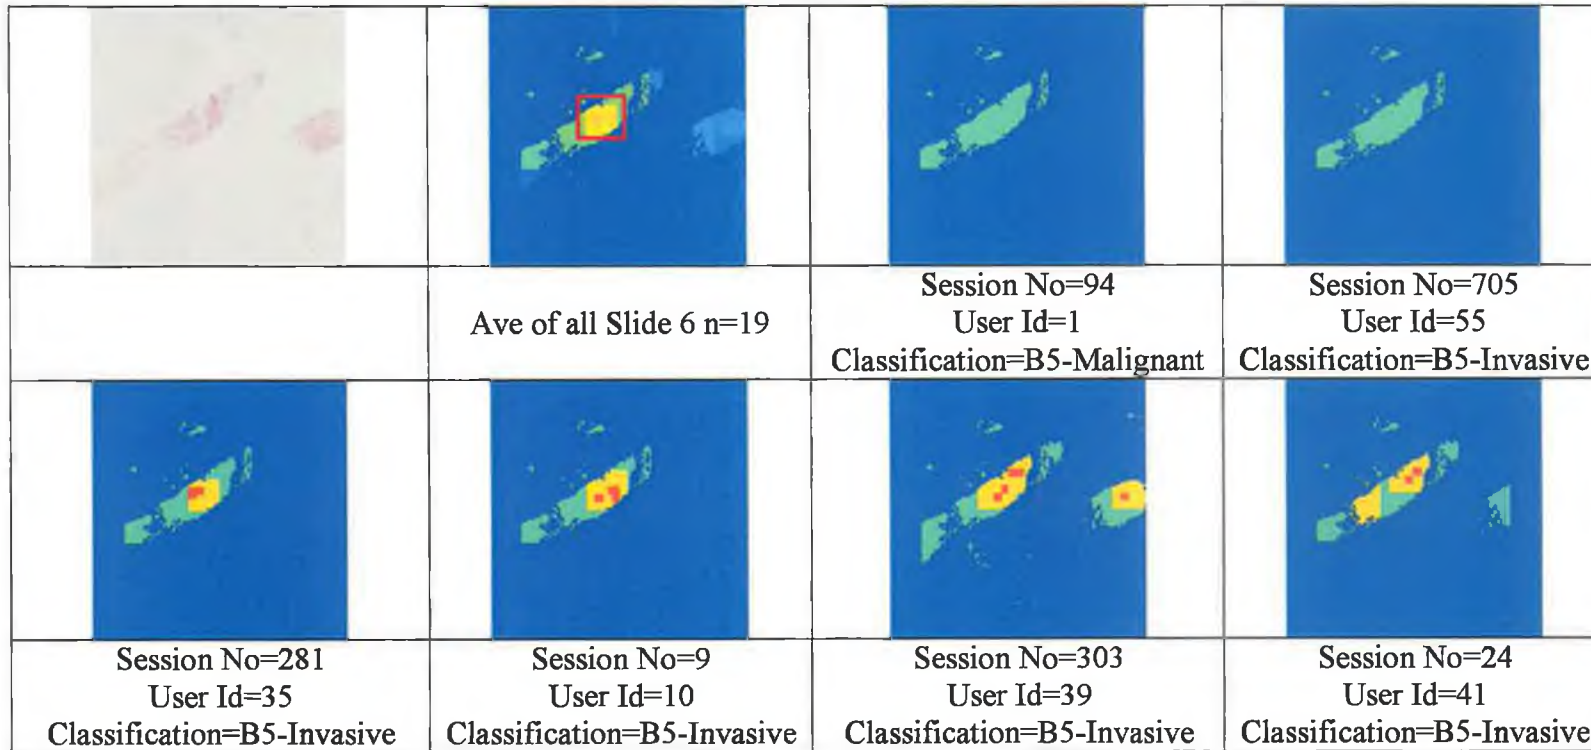 Ave of all Slide 6 n=19
Session No=94
User Id=1
Classification=B5-Malignant
Session No=705
User Id=55
Classification=B5-Invasive
Session No=281
User Id=35
Classification=B5-Invasive
Session No=9
User Id=10
Classification=B5-Invasive
Session No=303
User Id=39
Classification=B5-Invasive
Session No=24
User Id=41
Classification=B5-Invasive